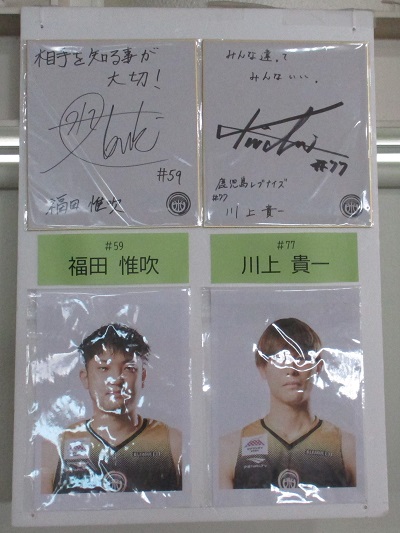 相手を知る事が
大切！
#59
福田 惟吹
みんな違って
みんないい。
#77
鹿児島レブナイズ
#77
川上 貴一
#59
福田 惟吹
#77
川上 貴一